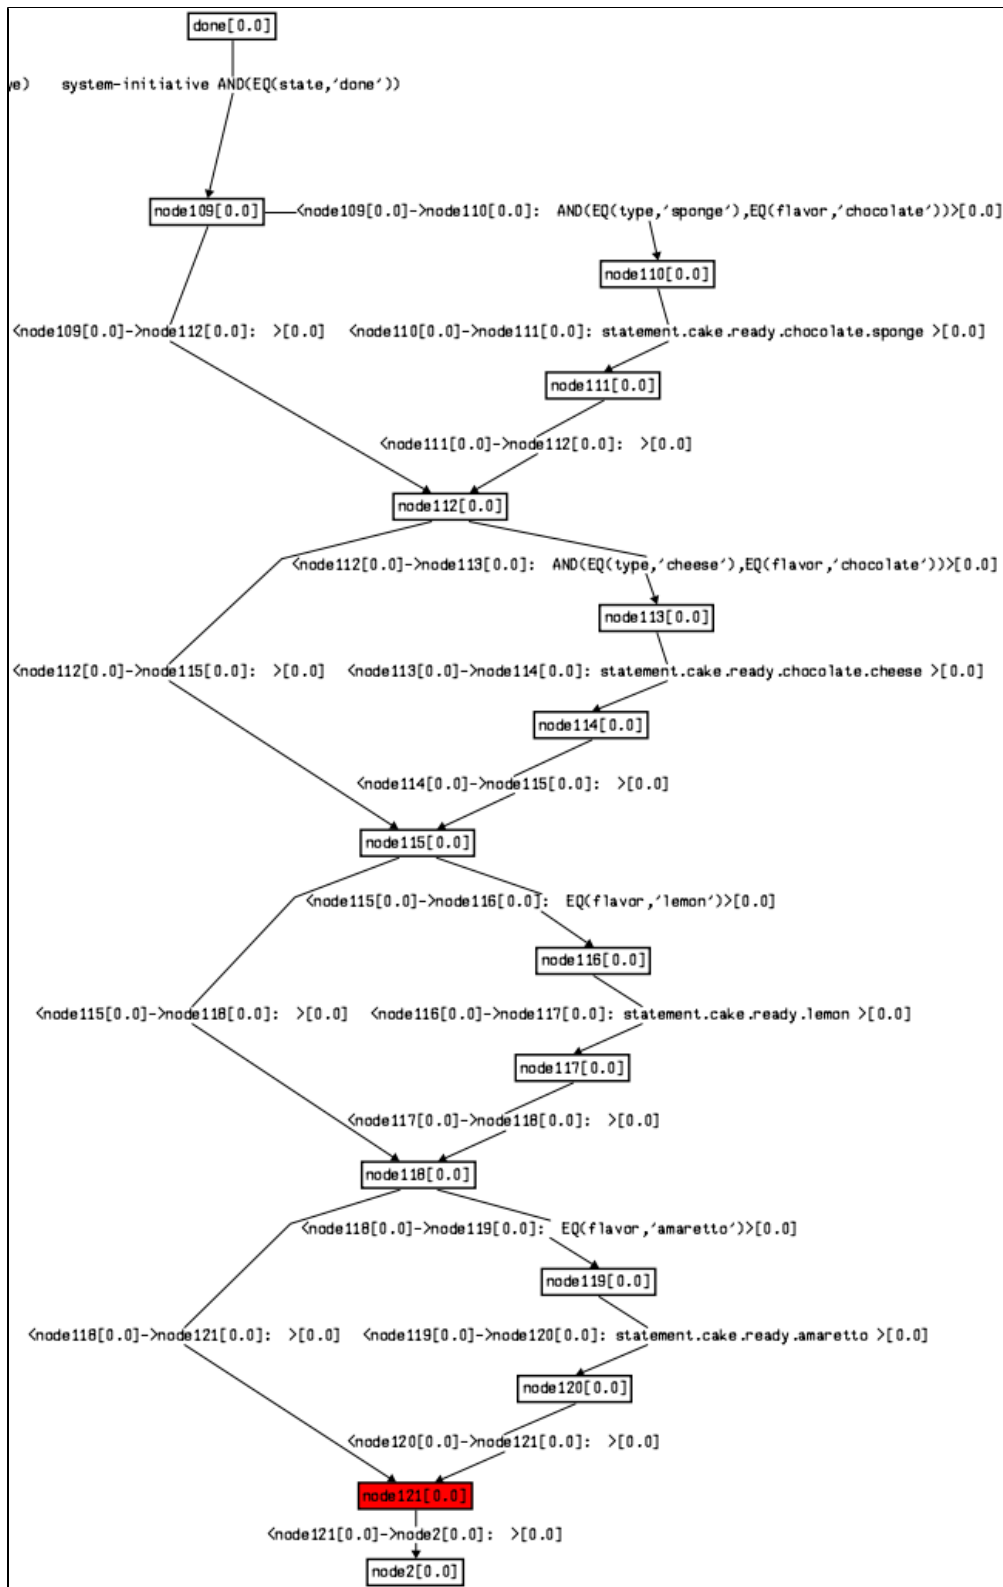 done[0.0]
ye) system-initiative AND(EQ(state,'done'))
node109[0.0] <node109[0.0]->node110[0.0]: AND(EQ(type,'sponge'),EQ(flavor,'chocolate'))>[0.0]
node110[0.0]
<node109[0.0]->node112[0.0]: >[0.0] <node110[0.0]->node111[0.0]: statement.cake.ready.chocolate.sponge >[0.0]
node111[0.0]
<node111[0.0]->node112[0.0]: >[0.0]
node112[0.0]
<node112[0.0]->node113[0.0]: AND(EQ(type,'cheese'),EQ(flavor,'chocolate'))>[0.0]
node113[0.0]
<node112[0.0]->node115[0.0]: >[0.0] <node113[0.0]->node114[0.0]: statement.cake.ready.chocolate.cheese >[0.0]
node114[0.0]
<node114[0.0]->node115[0.0]: >[0.0]
node115[0.0]
<node115[0.0]->node116[0.0]: EQ(flavor,'lemon')>[0.0]
node116[0.0]
<node115[0.0]->node118[0.0]: >[0.0] <node116[0.0]->node117[0.0]: statement.cake.ready.lemon >[0.0]
node117[0.0]
<node117[0.0]->node118[0.0]: >[0.0]
node118[0.0]
<node118[0.0]->node119[0.0]: EQ(flavor,'amaretto')>[0.0]
node119[0.0]
<node118[0.0]->node121[0.0]: >[0.0] <node119[0.0]->node120[0.0]: statement.cake.ready.amaretto >[0.0]
node120[0.0]
<node120[0.0]->node121[0.0]: >[0.0]
node121[0.0]
<node121[0.0]->node2[0.0]: >[0.0]
node2[0.0]